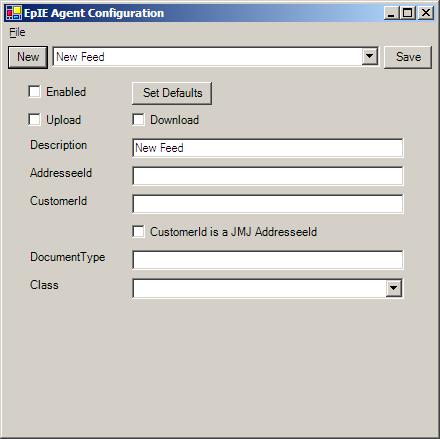 EpIE Agent Configuration
File
New New Feed Save
Enabled Set Defaults
Upload Download
Description New Feed
AddresseeId
CustomerId
CustomerId is a JMJ AddresseeId
DocumentType
Class